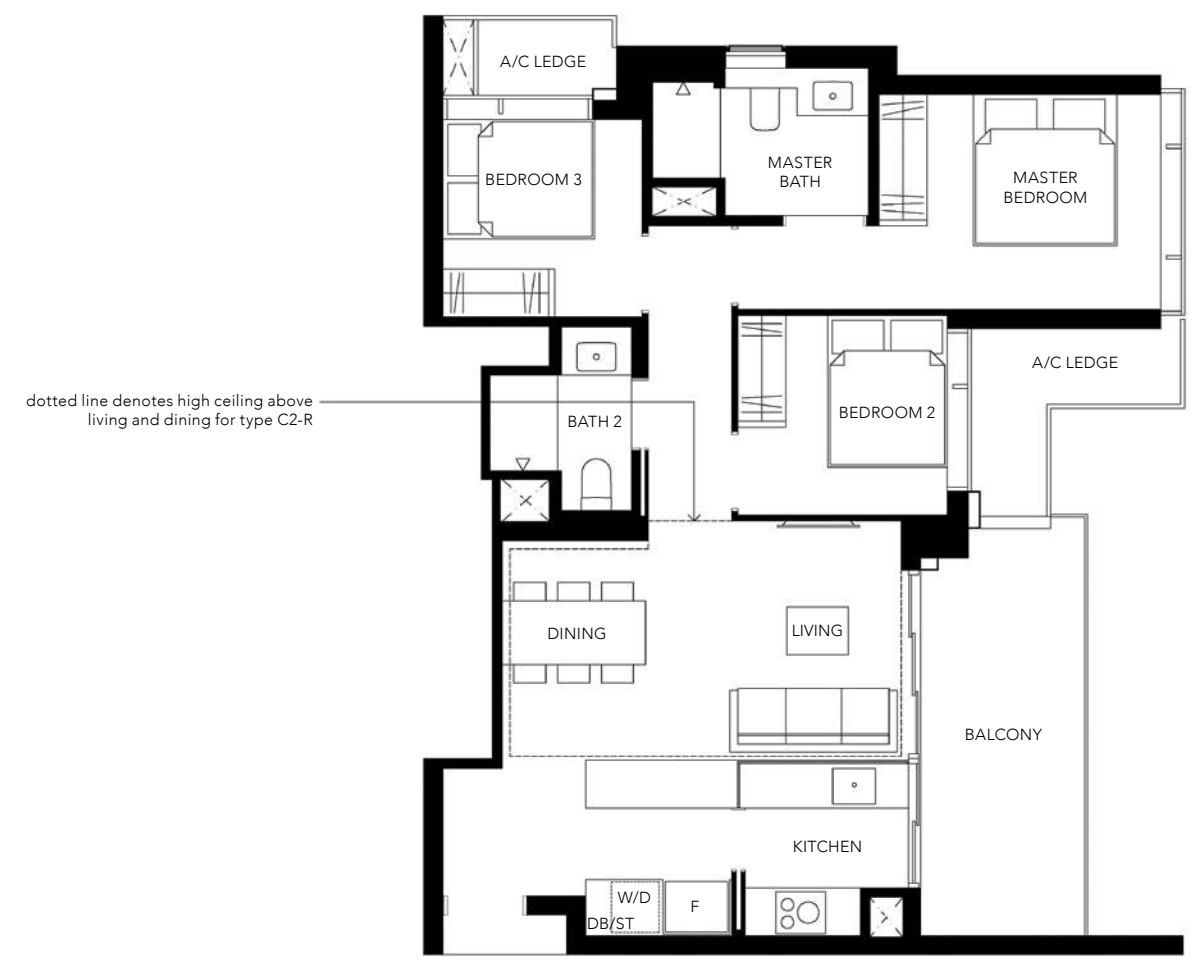 A/C LEDGE
BEDROOM 3
MASTER
BATH
MASTER
BEDROOM
A/C LEDGE
dotted line denotes high ceiling above
living and dining for type C2-R
BATH 2
BEDROOM 2
DINING
LIVING
BALCONY
KITCHEN
W/D
F
DB/ST